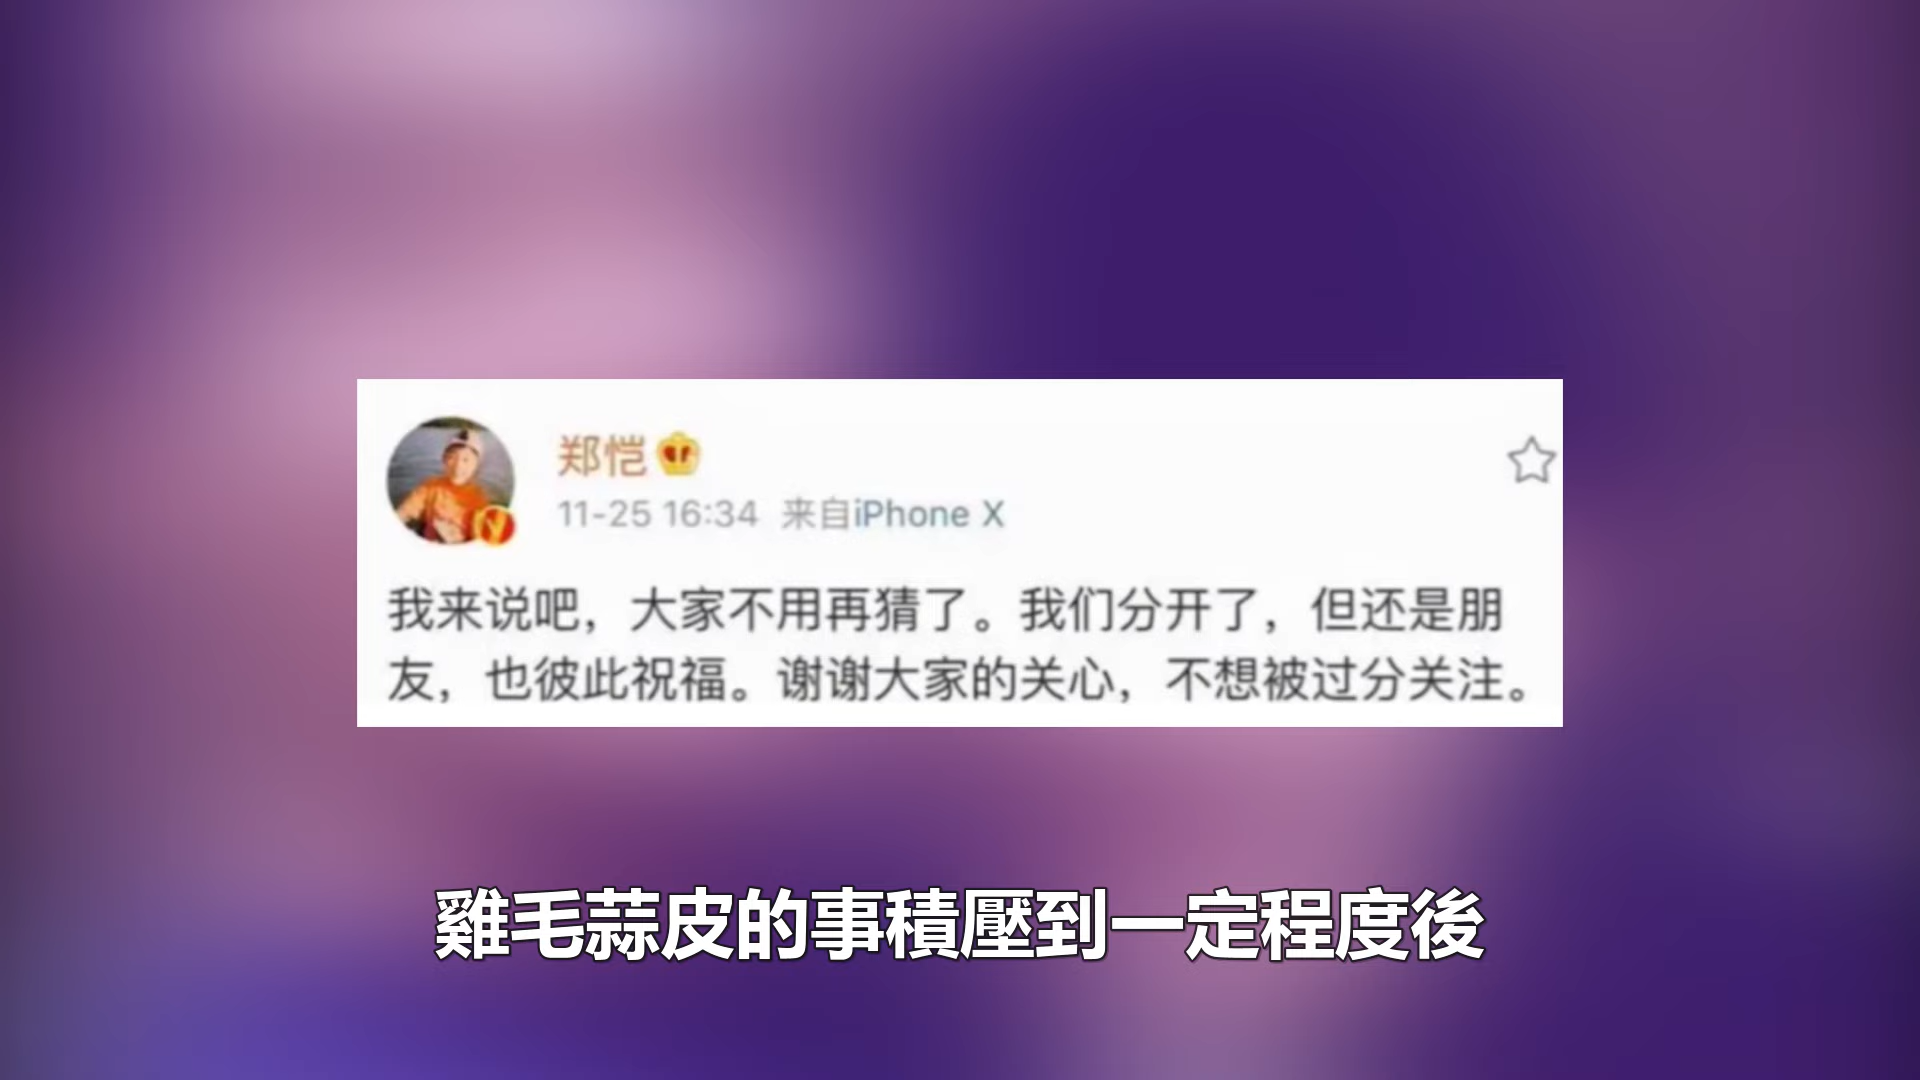 郑恺
11-25 16:34 来自iPhone X
我来说吧，大家不用再猜了。我们分开了，但还是朋
友，也彼此祝福。谢谢大家的关心，不想被过分关注。
雞毛蒜皮的事積壓到一定程度後